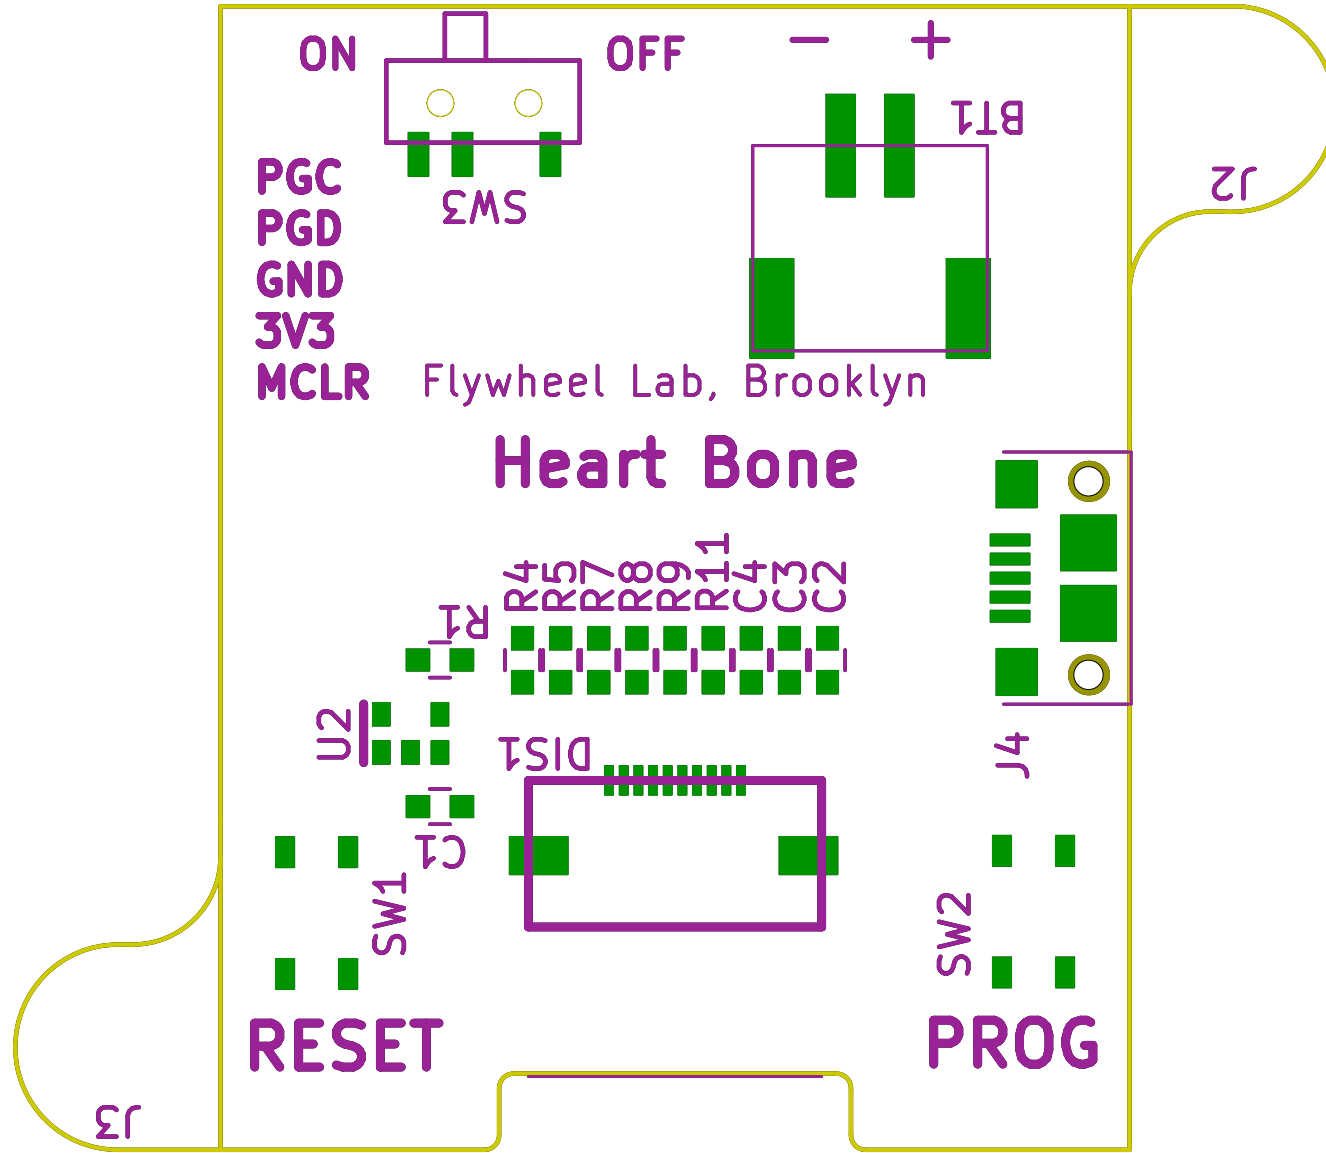 ON
OFF
− +
BT1
J2
PGC
PGD
GND
3V3
MCLR
SW3
Flywheel Lab, Brooklyn
Heart Bone
R4
R5
R7
R8
R9
R11
C4
C3
C2
R1
U2
DIS1
J4
C1
SW1
SW2
RESET
PROG
J3